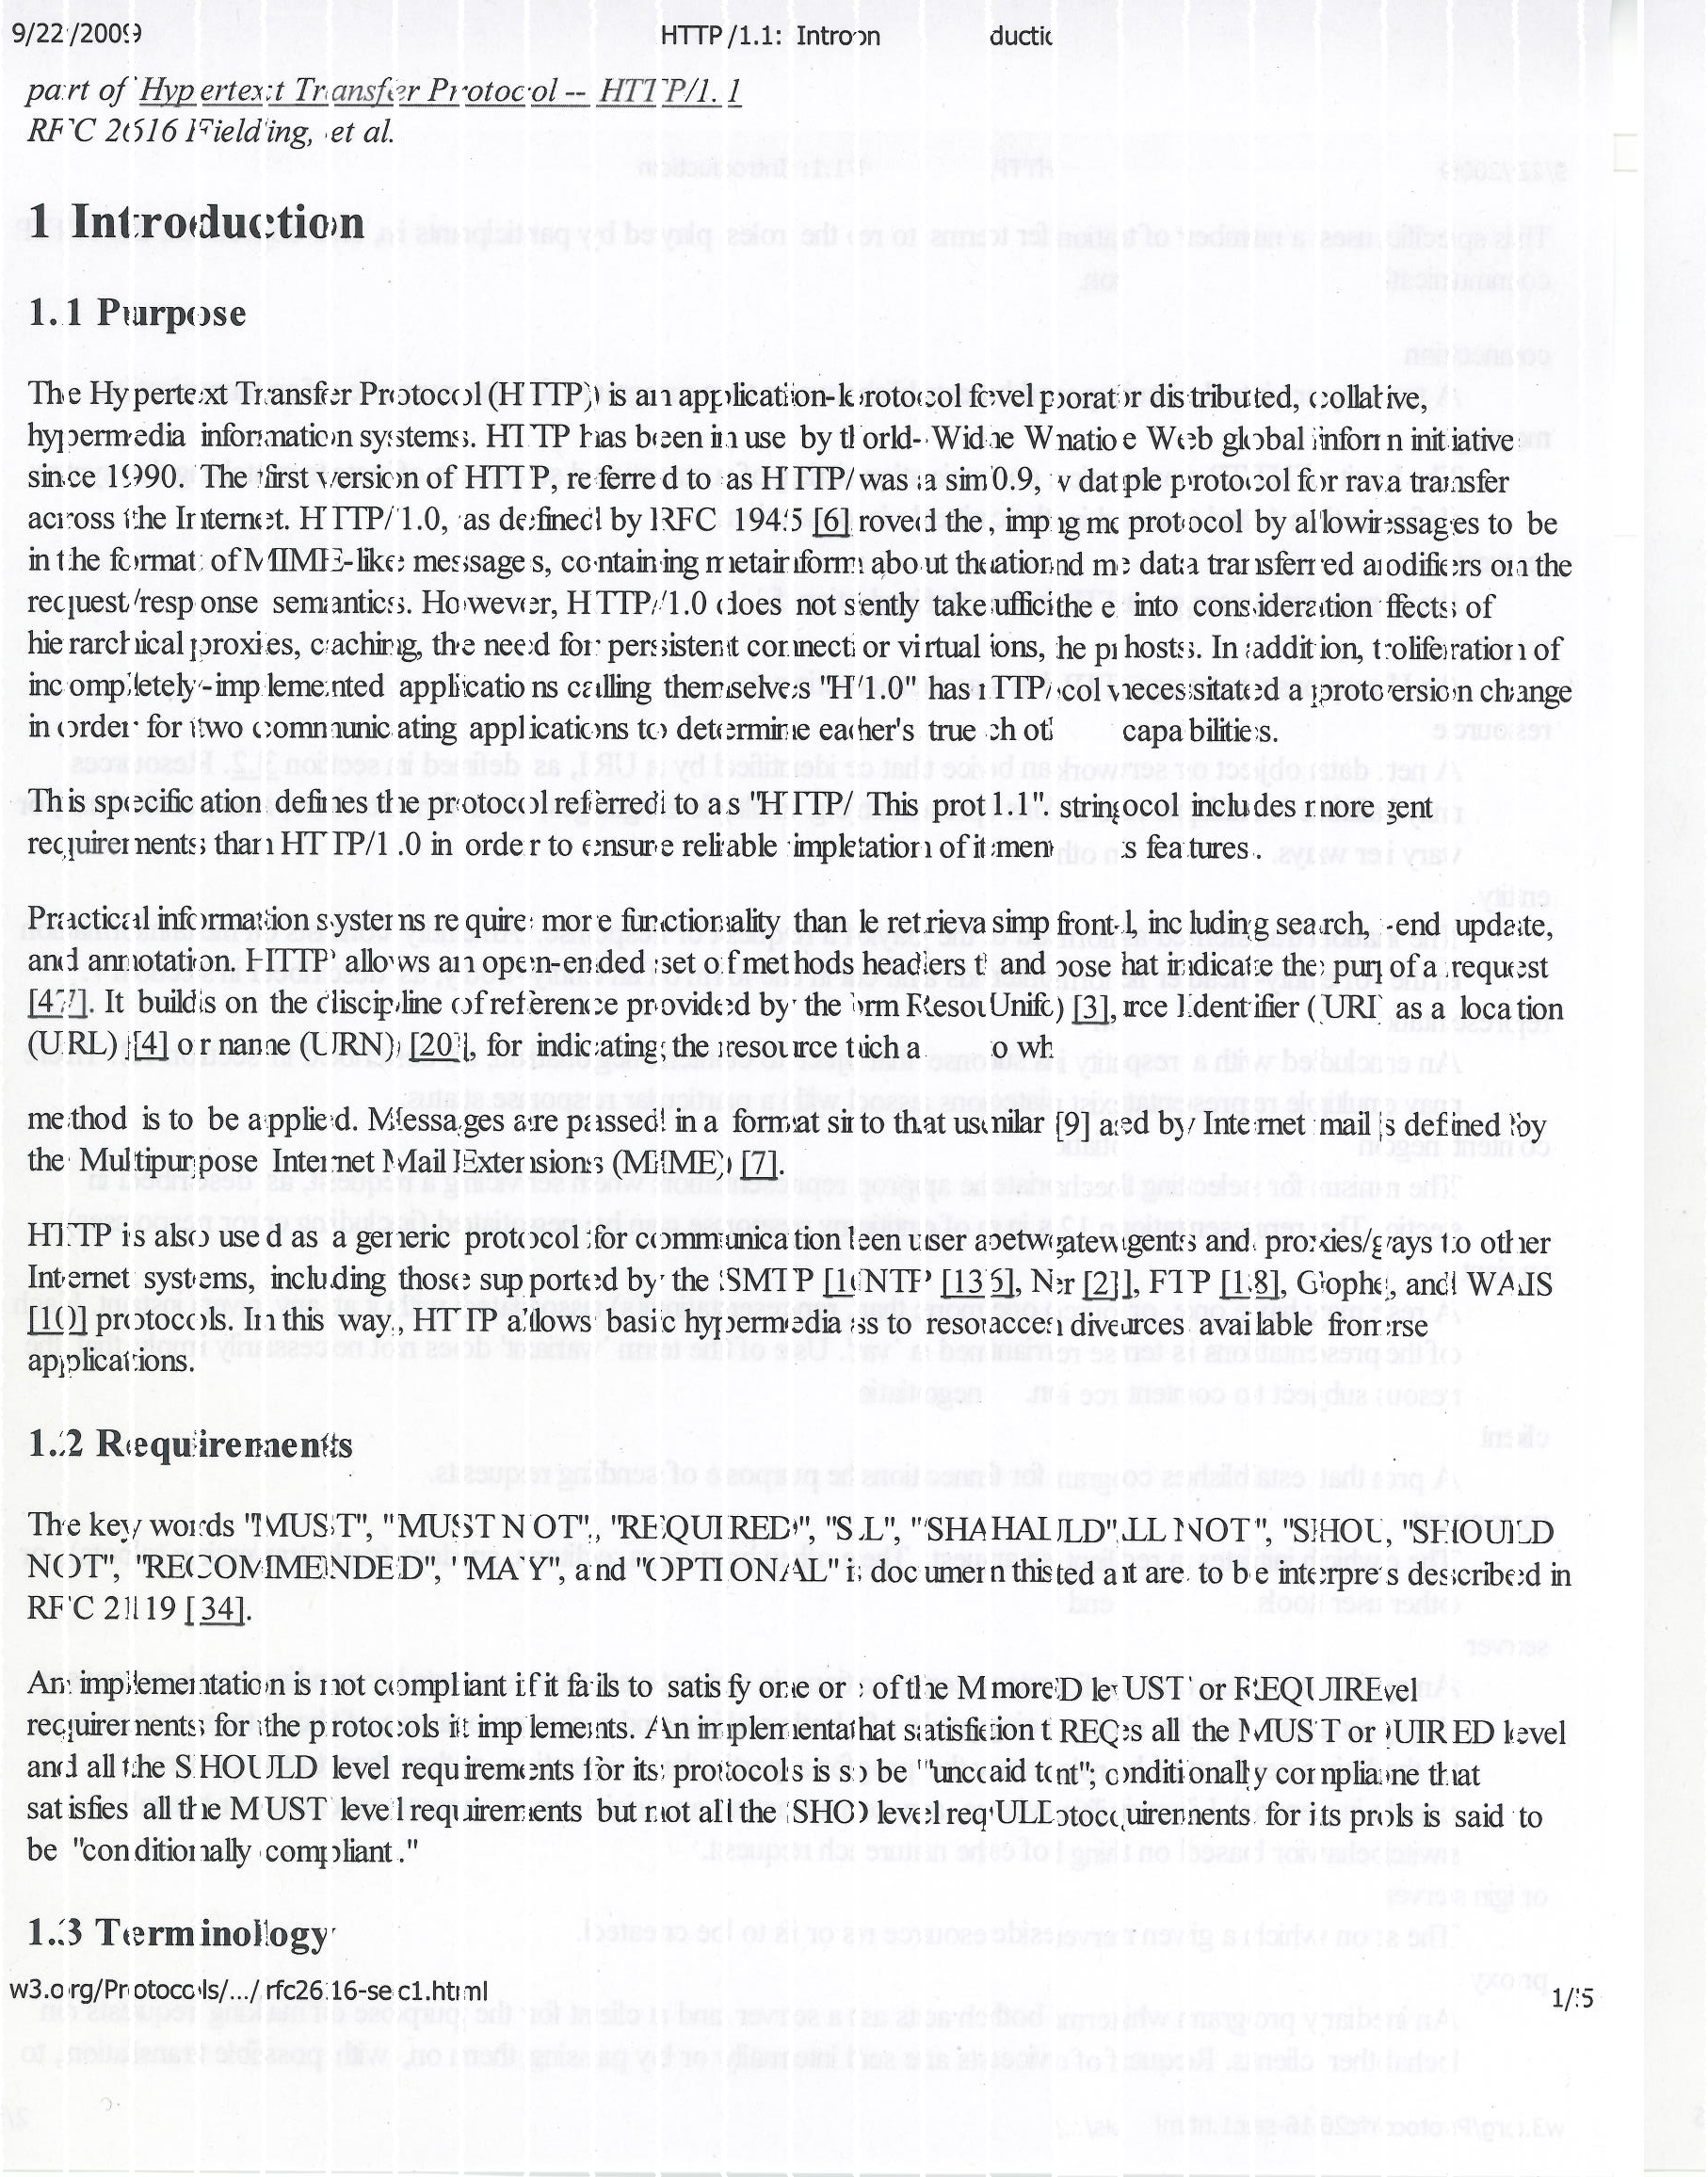 9/22/2009 HTTP/1.1: Introduction
part of Hypertext Transfer Protocol -- HTTP/1.1
RFC 2616 Fielding, et al.
1 Introduction
1.1 Purpose
The Hypertext Transfer Protocol (HTTP) is an application-level protocol for distributed, collaborative,
hypermedia information systems. HTTP has been in use by the World-Wide Web global information initiative
since 1990. The first version of HTTP, referred to as HTTP/0.9, was a simple protocol for raw data transfer
across the Internet. HTTP/1.0, as defined by RFC 1945 [6], improved the protocol by allowing messages to be
in the format of MIME-like messages, containing metainformation about the data transferred and modifiers on the
request/response semantics. However, HTTP/1.0 does not sufficiently take into consideration the effects of
hierarchical proxies, caching, the need for persistent connections, or virtual hosts. In addition, the proliferation of
incompletely-implemented applications calling themselves "HTTP/1.0" has necessitated a protocol version change
in order for two communicating applications to determine each other's true capabilities.
This specification defines the protocol referred to as "HTTP/1.1". This protocol includes more stringent
requirements than HTTP/1.0 in order to ensure reliable implementation of its features.
Practical information systems require more functionality than simple retrieval, including search, front-end update,
and annotation. HTTP allows an open-ended set of methods and headers that indicate the purpose of a request
[47]. It builds on the discipline of reference provided by the Uniform Resource Identifier (URI) [3], as a location
(URL) [4] or name (URN) [20], for indicating the resource to which a
method is to be applied. Messages are passed in a format similar to that used by Internet mail [9] as defined by
the Multipurpose Internet Mail Extensions (MIME) [7].
HTTP is also used as a generic protocol for communication between user agents and proxies/gateways to other
Internet systems, including those supported by the SMTP [16], NNTP [13], FTP [18], Gopher [2], and WAIS
[10] protocols. In this way, HTTP allows basic hypermedia access to resources available from diverse
applications.
1.2 Requirements
The key words "MUST", "MUST NOT", "REQUIRED", "SHALL", "SHALL NOT", "SHOULD", "SHOULD
NOT", "RECOMMENDED", "MAY", and "OPTIONAL" in this document are to be interpreted as described in
RFC 2119 [34].
An implementation is not compliant if it fails to satisfy one or more of the MUST or REQUIRED level
requirements for the protocols it implements. An implementation that satisfies all the MUST or REQUIRED level
and all the SHOULD level requirements for its protocols is said to be "unconditionally compliant"; one that
satisfies all the MUST level requirements but not all the SHOULD level requirements for its protocols is said to
be "conditionally compliant."
1.3 Terminology
w3.org/Protocols/.../rfc2616-sec1.html 1/5